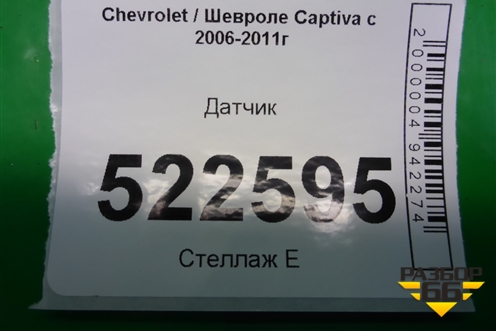 Chevrolet / Шевроле Captiva с
2006-2011г
Датчик
522595
Стеллаж Е
2000004942274
РАЗБОР
66